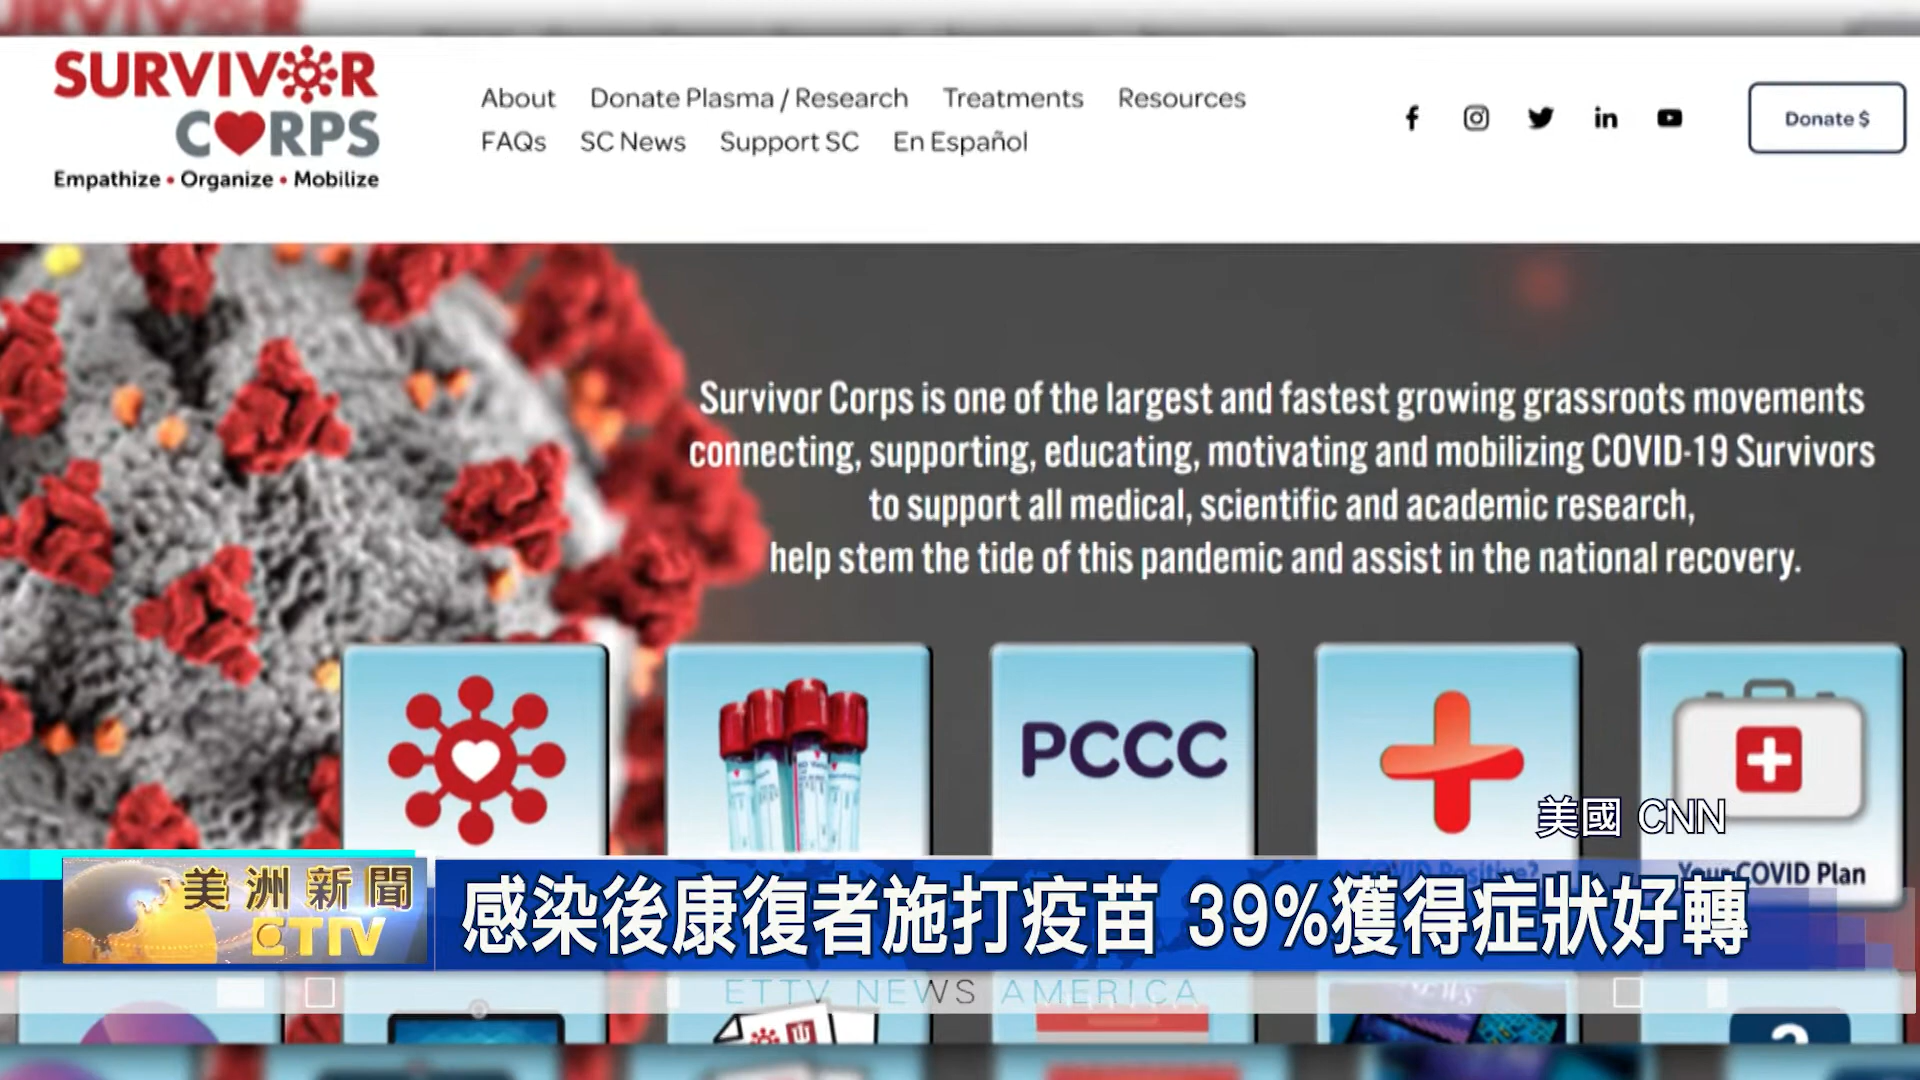 SURVIVOR
CORPS
Empathize • Organize • Mobilize
About Donate Plasma / Research Treatments Resources
FAQs SC News Support SC En Español
Donate $
Survivor Corps is one of the largest and fastest growing grassroots movements
connecting, supporting, educating, motivating and mobilizing COVID-19 Survivors
to support all medical, scientific and academic research,
help stem the tide of this pandemic and assist in the national recovery.
PCCC
美國 CNN
COVID Positive?
Your COVID Plan
美洲新聞
ETTV
感染後康復者施打疫苗 39%獲得症狀好轉
ETTV NEWS AMERICA
NEWS
?